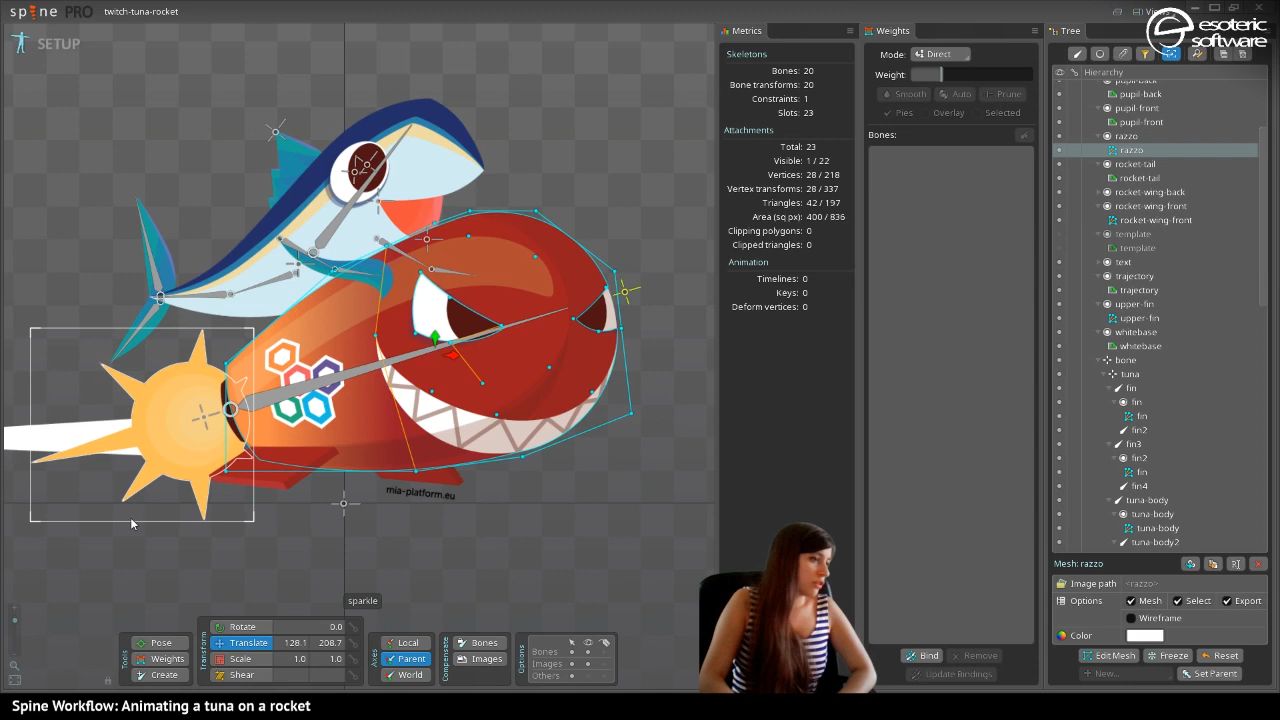 spine PRO
twitch-tuna-rocket
Views
esoteric
software
SETUP
Metrics
Weights
Tree
Skeletons
Bones: 20
Bone transforms: 20
Constraints: 1
Slots: 23
Attachments
Total: 23
Visible: 1 / 22
Vertices: 28 / 218
Vertex transforms: 28 / 337
Triangles: 42 / 197
Area (sq px): 400 / 836
Clipping polygons: 0
Clipped triangles: 0
Animation
Timelines: 0
Keys: 0
Deform vertices: 0
Mode: Direct
Weight:
Smooth Auto Prune
Pies Overlay Selected
Bones:
Bind Remove
Update Bindings
Hierarchy
pupil-back
pupil-back
pupil-front
pupil-front
razzo
razzo
rocket-tail
rocket-tail
rocket-wing-back
rocket-wing-front
rocket-wing-front
template
template
text
trajectory
trajectory
upper-fin
upper-fin
whitebase
whitebase
bone
tuna
fin
fin
fin
fin2
fin3
fin2
fin
fin4
tuna-body
tuna-body
tuna-body
tuna-body2
Mesh: razzo
Image path <razzo>
Options Mesh Select Export
Wireframe
Color
Edit Mesh Freeze Reset
+ New... Set Parent
mia-platform.eu
sparkle
Tools
Pose
Weights
Create
Transform
Rotate 0.0
Translate 128.1 208.7
Scale 1.0 1.0
Shear
Axes
Local
Parent
World
Compensate
Bones
Images
Options
Bones
Images
Others
Spine Workflow: Animating a tuna on a rocket